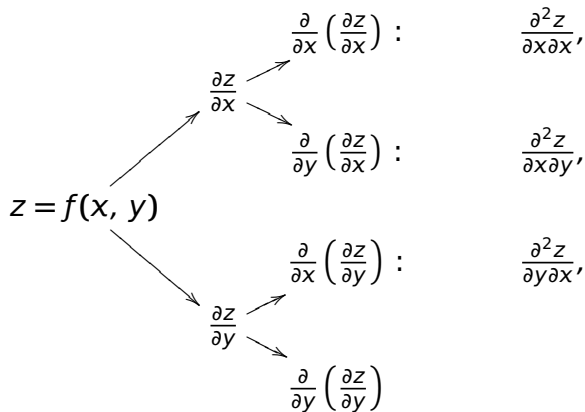 ∂/∂x (∂z/∂x) : ∂²z/∂x∂x,
∂z/∂x
∂/∂y (∂z/∂x) : ∂²z/∂x∂y,
z = f(x, y)
∂/∂x (∂z/∂y) : ∂²z/∂y∂x,
∂z/∂y
∂/∂y (∂z/∂y)